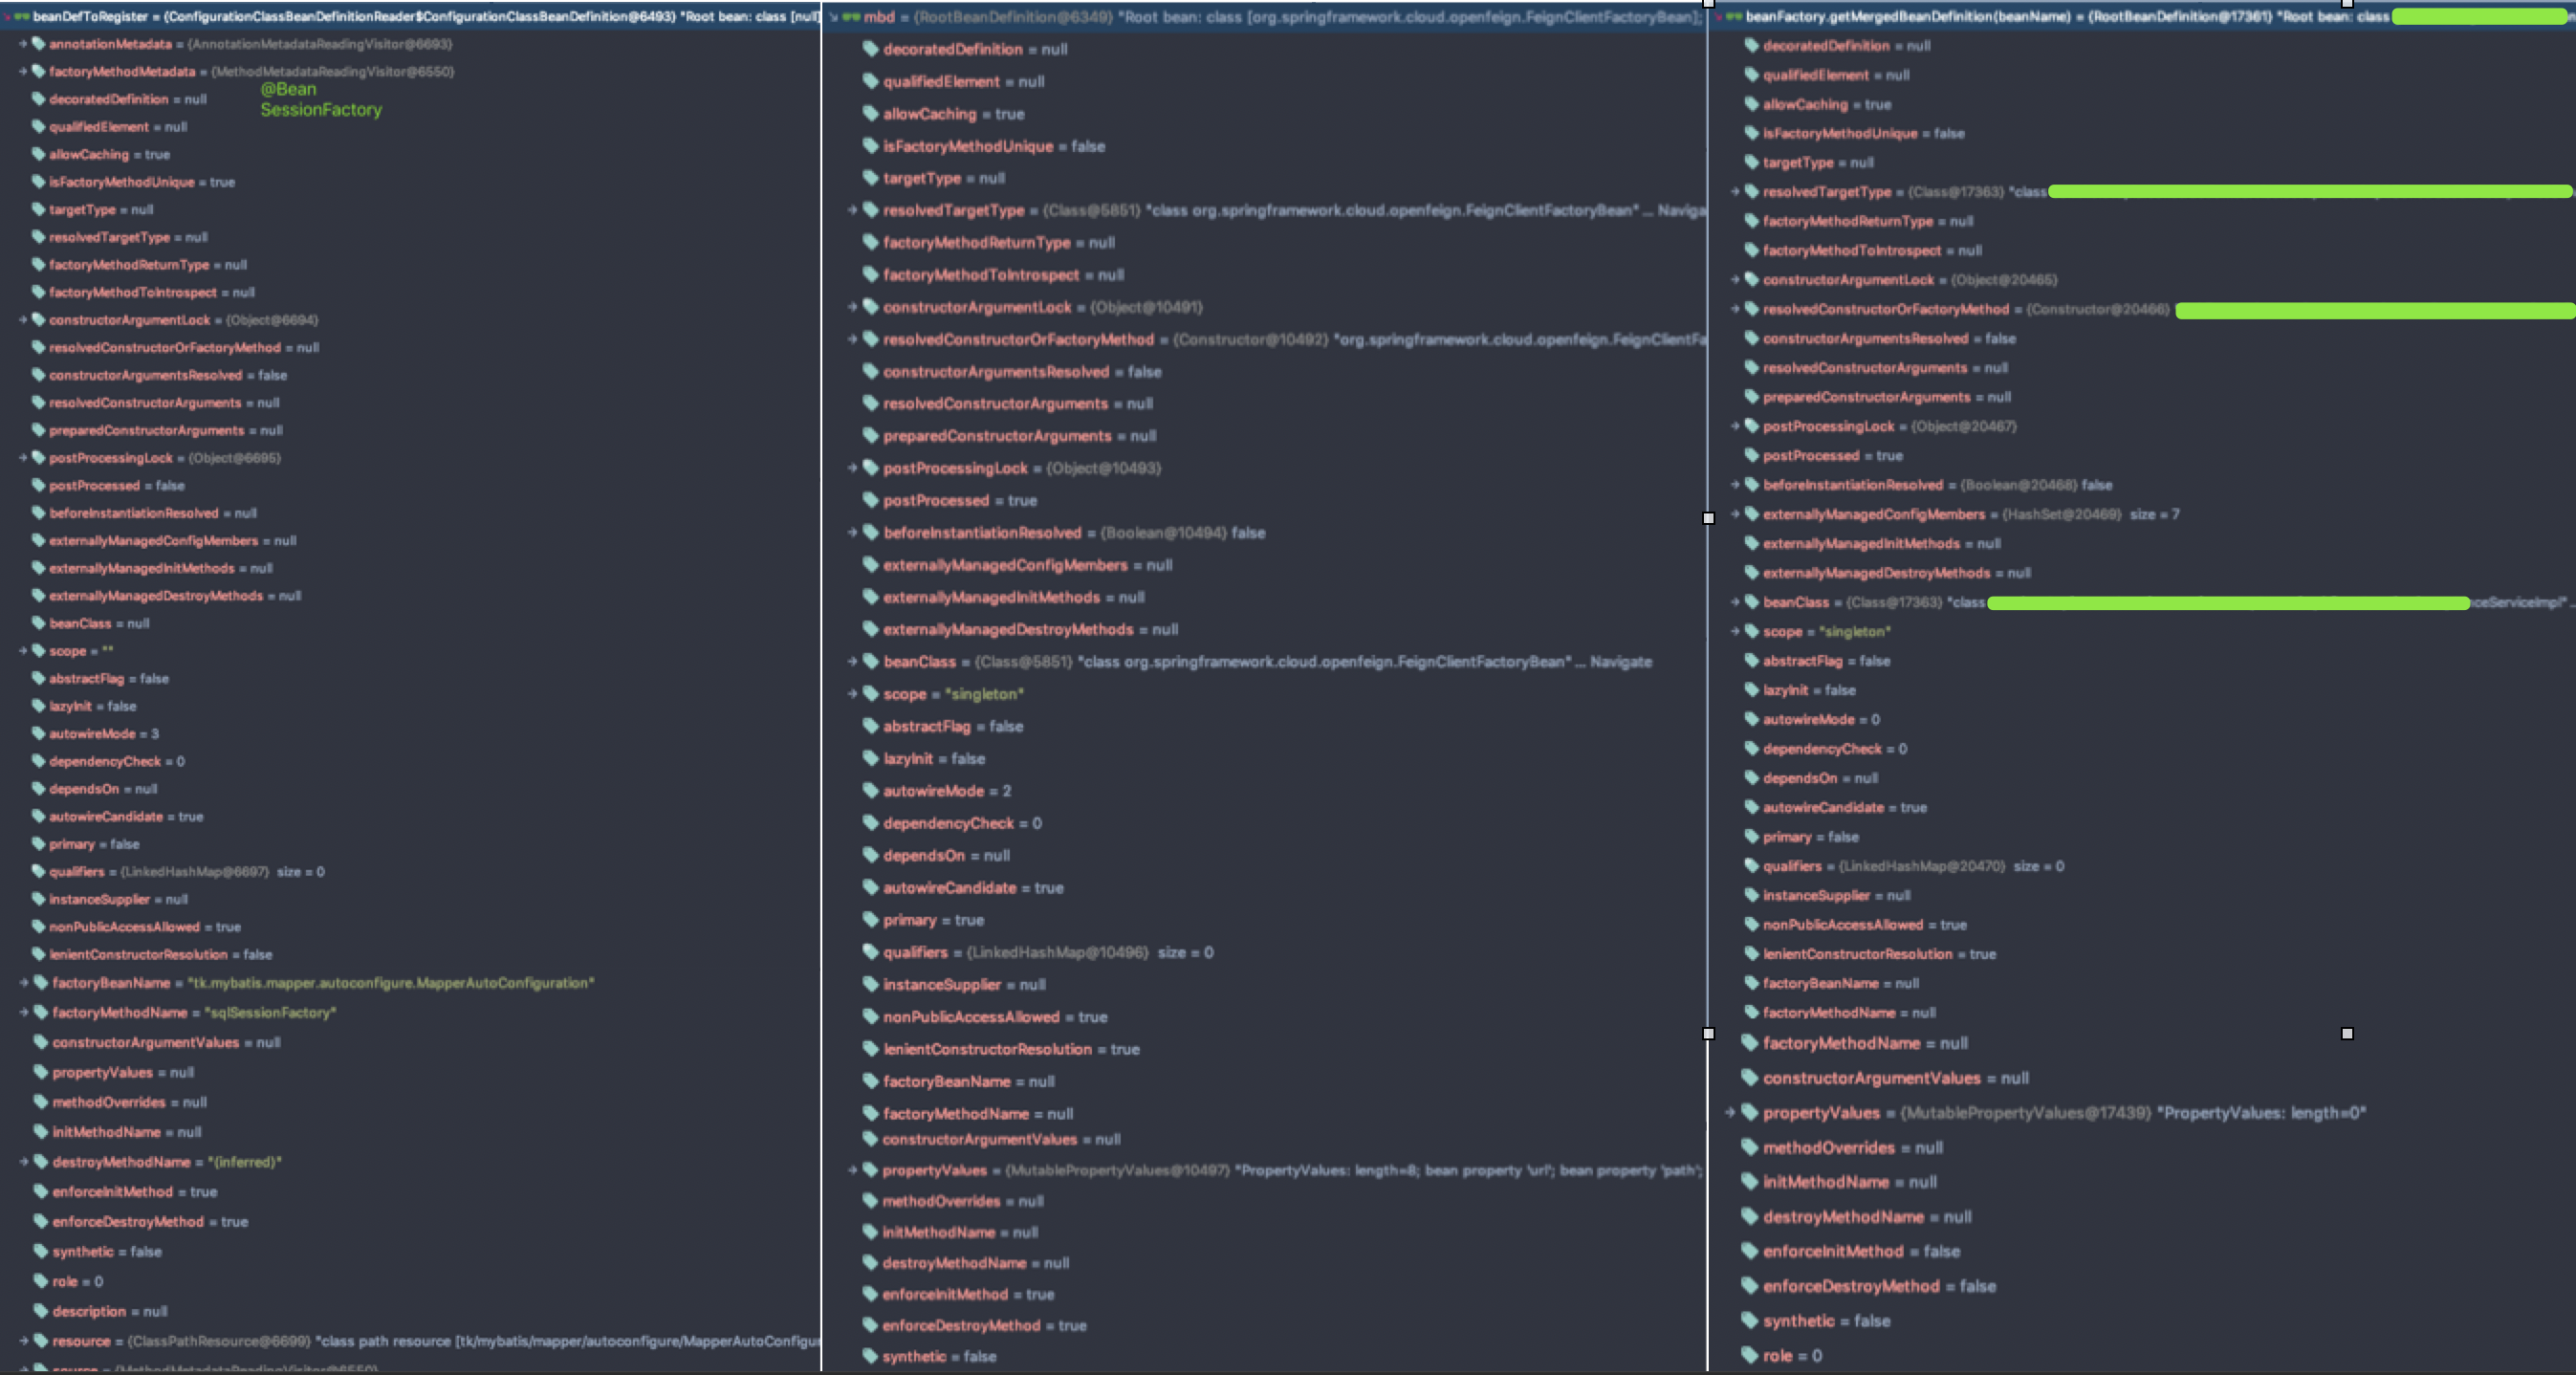 beanDefToRegister = {ConfigurationClassBeanDefinitionReader$ConfigurationClassBeanDefinition@6493} "Root bean: class [null]
annotationMetadata = {AnnotationMetadataReadingVisitor@6693}
factoryMethodMetadata = {MethodMetadataReadingVisitor@6550}
@Bean
SessionFactory
decoratedDefinition = null
qualifiedElement = null
allowCaching = true
isFactoryMethodUnique = true
targetType = null
resolvedTargetType = null
factoryMethodReturnType = null
factoryMethodToIntrospect = null
constructorArgumentLock = {Object@6694}
resolvedConstructorOrFactoryMethod = null
constructorArgumentsResolved = false
resolvedConstructorArguments = null
preparedConstructorArguments = null
postProcessingLock = {Object@6695}
postProcessed = false
beforeInstantiationResolved = null
externallyManagedConfigMembers = null
externallyManagedInitMethods = null
externallyManagedDestroyMethods = null
beanClass = null
scope = ""
abstractFlag = false
lazyInit = false
autowireMode = 3
dependencyCheck = 0
dependsOn = null
autowireCandidate = true
primary = false
qualifiers = {LinkedHashMap@6697} size = 0
instanceSupplier = null
nonPublicAccessAllowed = true
lenientConstructorResolution = false
factoryBeanName = "tk.mybatis.mapper.autoconfigure.MapperAutoConfiguration"
factoryMethodName = "sqlSessionFactory"
constructorArgumentValues = null
propertyValues = null
methodOverrides = null
initMethodName = null
destroyMethodName = "(inferred)"
enforceInitMethod = true
enforceDestroyMethod = true
synthetic = false
role = 0
description = null
resource = {ClassPathResource@6699} "class path resource [tk/mybatis/mapper/autoconfigure/MapperAutoConfigur
source = {MethodMetadataReadingVisitor@6550}
mbd = {RootBeanDefinition@6349} "Root bean: class [org.springframework.cloud.openfeign.FeignClientFactoryBean];
decoratedDefinition = null
qualifiedElement = null
allowCaching = true
isFactoryMethodUnique = false
targetType = null
resolvedTargetType = {Class@5851} "class org.springframework.cloud.openfeign.FeignClientFactoryBean" ... Naviga
factoryMethodReturnType = null
factoryMethodToIntrospect = null
constructorArgumentLock = {Object@10491}
resolvedConstructorOrFactoryMethod = {Constructor@10492} "org.springframework.cloud.openfeign.FeignClientFa
constructorArgumentsResolved = false
resolvedConstructorArguments = null
preparedConstructorArguments = null
postProcessingLock = {Object@10493}
postProcessed = true
beforeInstantiationResolved = {Boolean@10494} false
externallyManagedConfigMembers = null
externallyManagedInitMethods = null
externallyManagedDestroyMethods = null
beanClass = {Class@5851} "class org.springframework.cloud.openfeign.FeignClientFactoryBean" ... Navigate
scope = "singleton"
abstractFlag = false
lazyInit = false
autowireMode = 2
dependencyCheck = 0
dependsOn = null
autowireCandidate = true
primary = true
qualifiers = {LinkedHashMap@10496} size = 0
instanceSupplier = null
nonPublicAccessAllowed = true
lenientConstructorResolution = true
factoryBeanName = null
factoryMethodName = null
constructorArgumentValues = null
propertyValues = {MutablePropertyValues@10497} "PropertyValues: length=8; bean property 'url'; bean property 'path';
methodOverrides = null
initMethodName = null
destroyMethodName = null
enforceInitMethod = true
enforceDestroyMethod = true
synthetic = false
beanFactory.getMergedBeanDefinition(beanName) = {RootBeanDefinition@17361} "Root bean: class
decoratedDefinition = null
qualifiedElement = null
allowCaching = true
isFactoryMethodUnique = false
targetType = null
resolvedTargetType = {Class@17363} "class
factoryMethodReturnType = null
factoryMethodToIntrospect = null
constructorArgumentLock = {Object@20465}
resolvedConstructorOrFactoryMethod = {Constructor@20466}
constructorArgumentsResolved = false
resolvedConstructorArguments = null
preparedConstructorArguments = null
postProcessingLock = {Object@20467}
postProcessed = true
beforeInstantiationResolved = {Boolean@20468} false
externallyManagedConfigMembers = {HashSet@20469} size = 7
externallyManagedInitMethods = null
externallyManagedDestroyMethods = null
beanClass = {Class@17363} "class ceServiceImpl" ..
scope = "singleton"
abstractFlag = false
lazyInit = false
autowireMode = 0
dependencyCheck = 0
dependsOn = null
autowireCandidate = true
primary = false
qualifiers = {LinkedHashMap@20470} size = 0
instanceSupplier = null
nonPublicAccessAllowed = true
lenientConstructorResolution = true
factoryBeanName = null
factoryMethodName = null
factoryMethodName = null
constructorArgumentValues = null
propertyValues = {MutablePropertyValues@17439} "PropertyValues: length=0"
methodOverrides = null
initMethodName = null
destroyMethodName = null
enforceInitMethod = false
enforceDestroyMethod = false
synthetic = false
role = 0